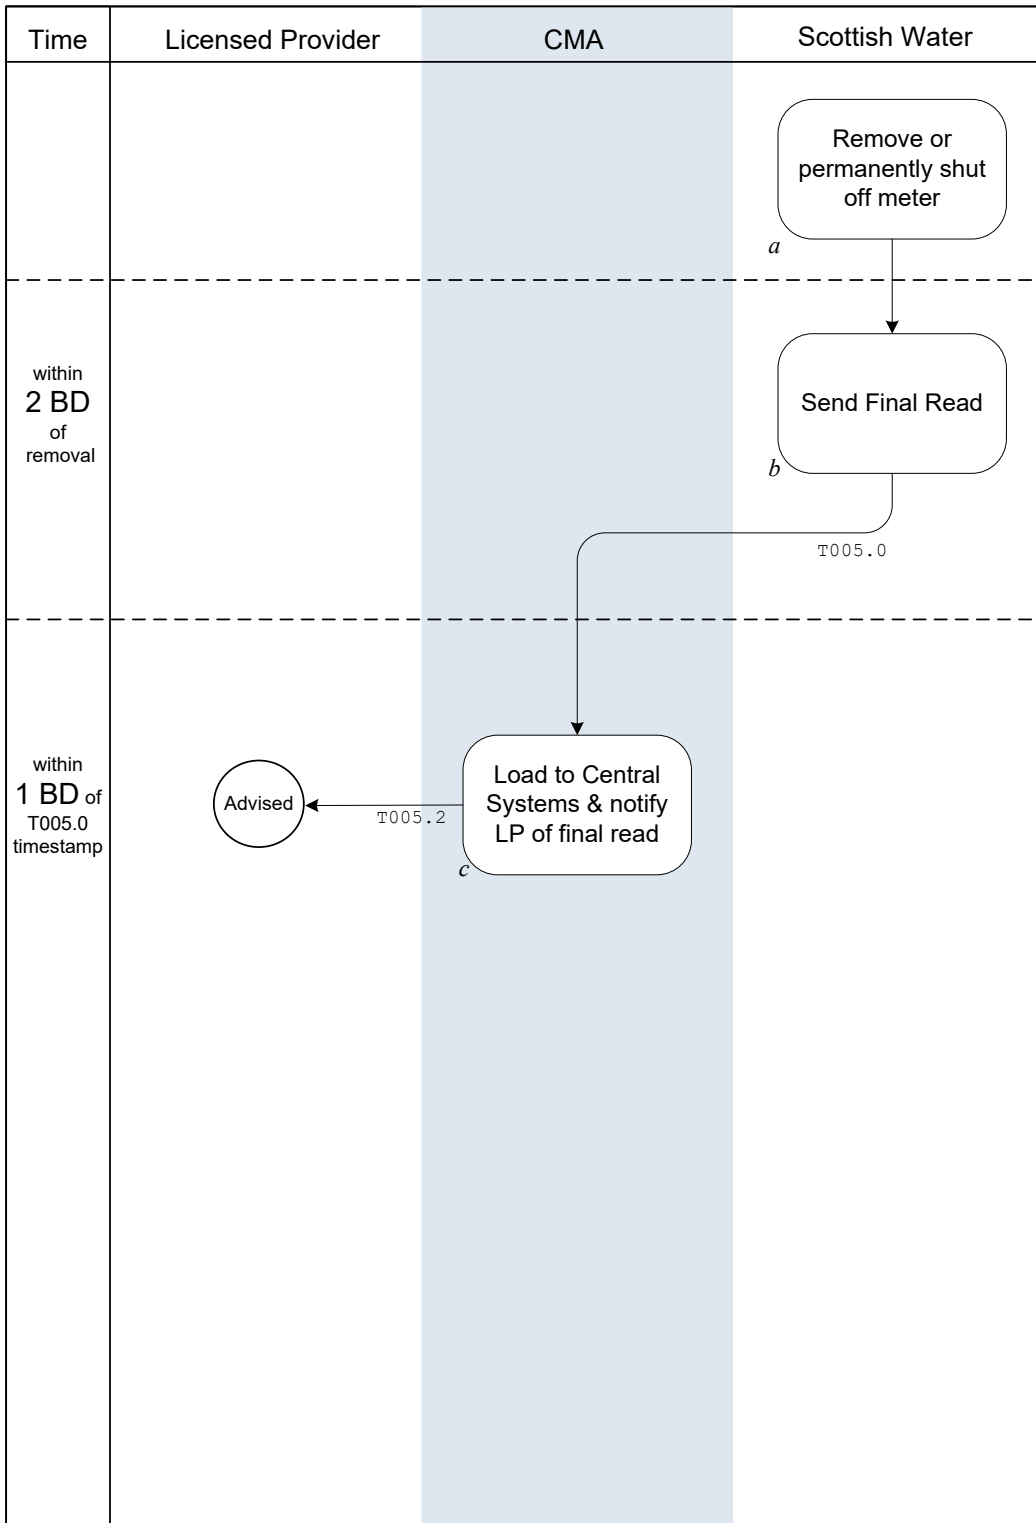 Time
Licensed Provider
CMA
Scottish Water
Remove or
permanently shut
off meter
a
within
2 BD
of
removal
Send Final Read
b
T005.0
within
1 BD of
T005.0
timestamp
Advised
T005.2
Load to Central
Systems & notify
LP of final read
c